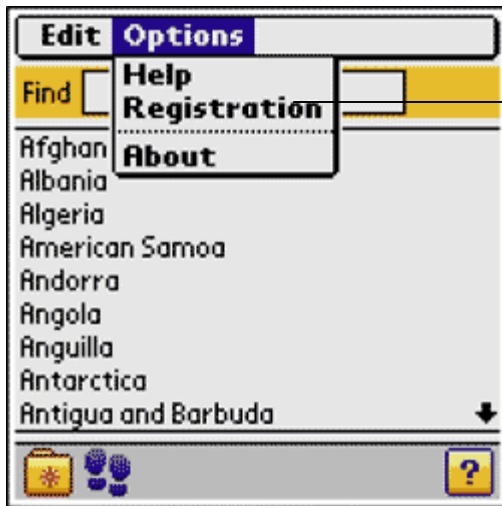 Edit Options
Help
Find
Registration
About
Afghan
Albania
Algeria
American Samoa
Andorra
Angola
Anguilla
Antarctica
Antigua and Barbuda
?